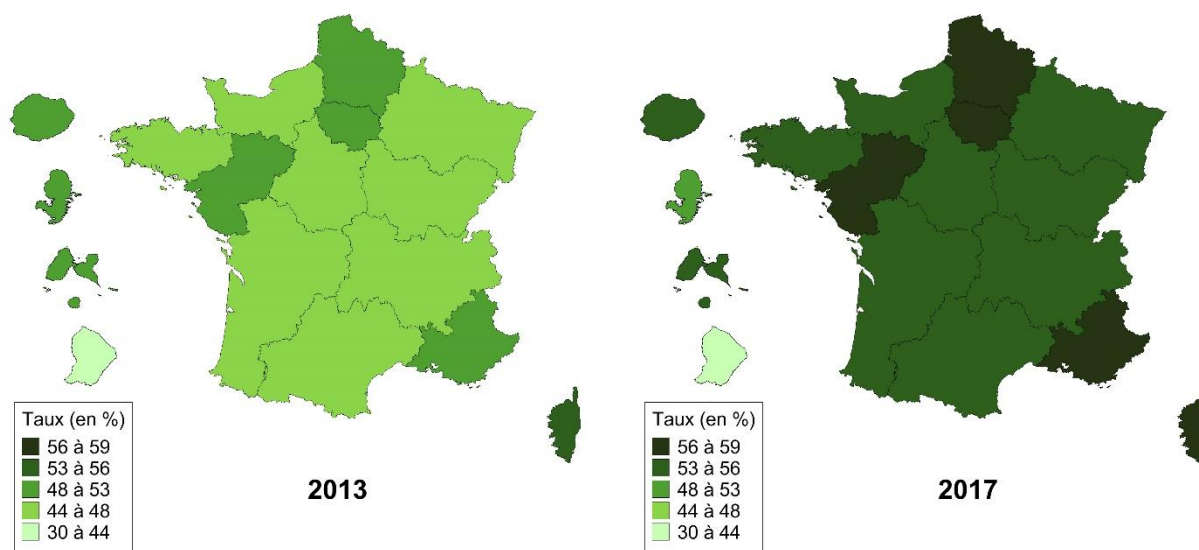 Taux (en %)
56 à 59
53 à 56
48 à 53
44 à 48
30 à 44
2013
Taux (en %)
56 à 59
53 à 56
48 à 53
44 à 48
30 à 44
2017